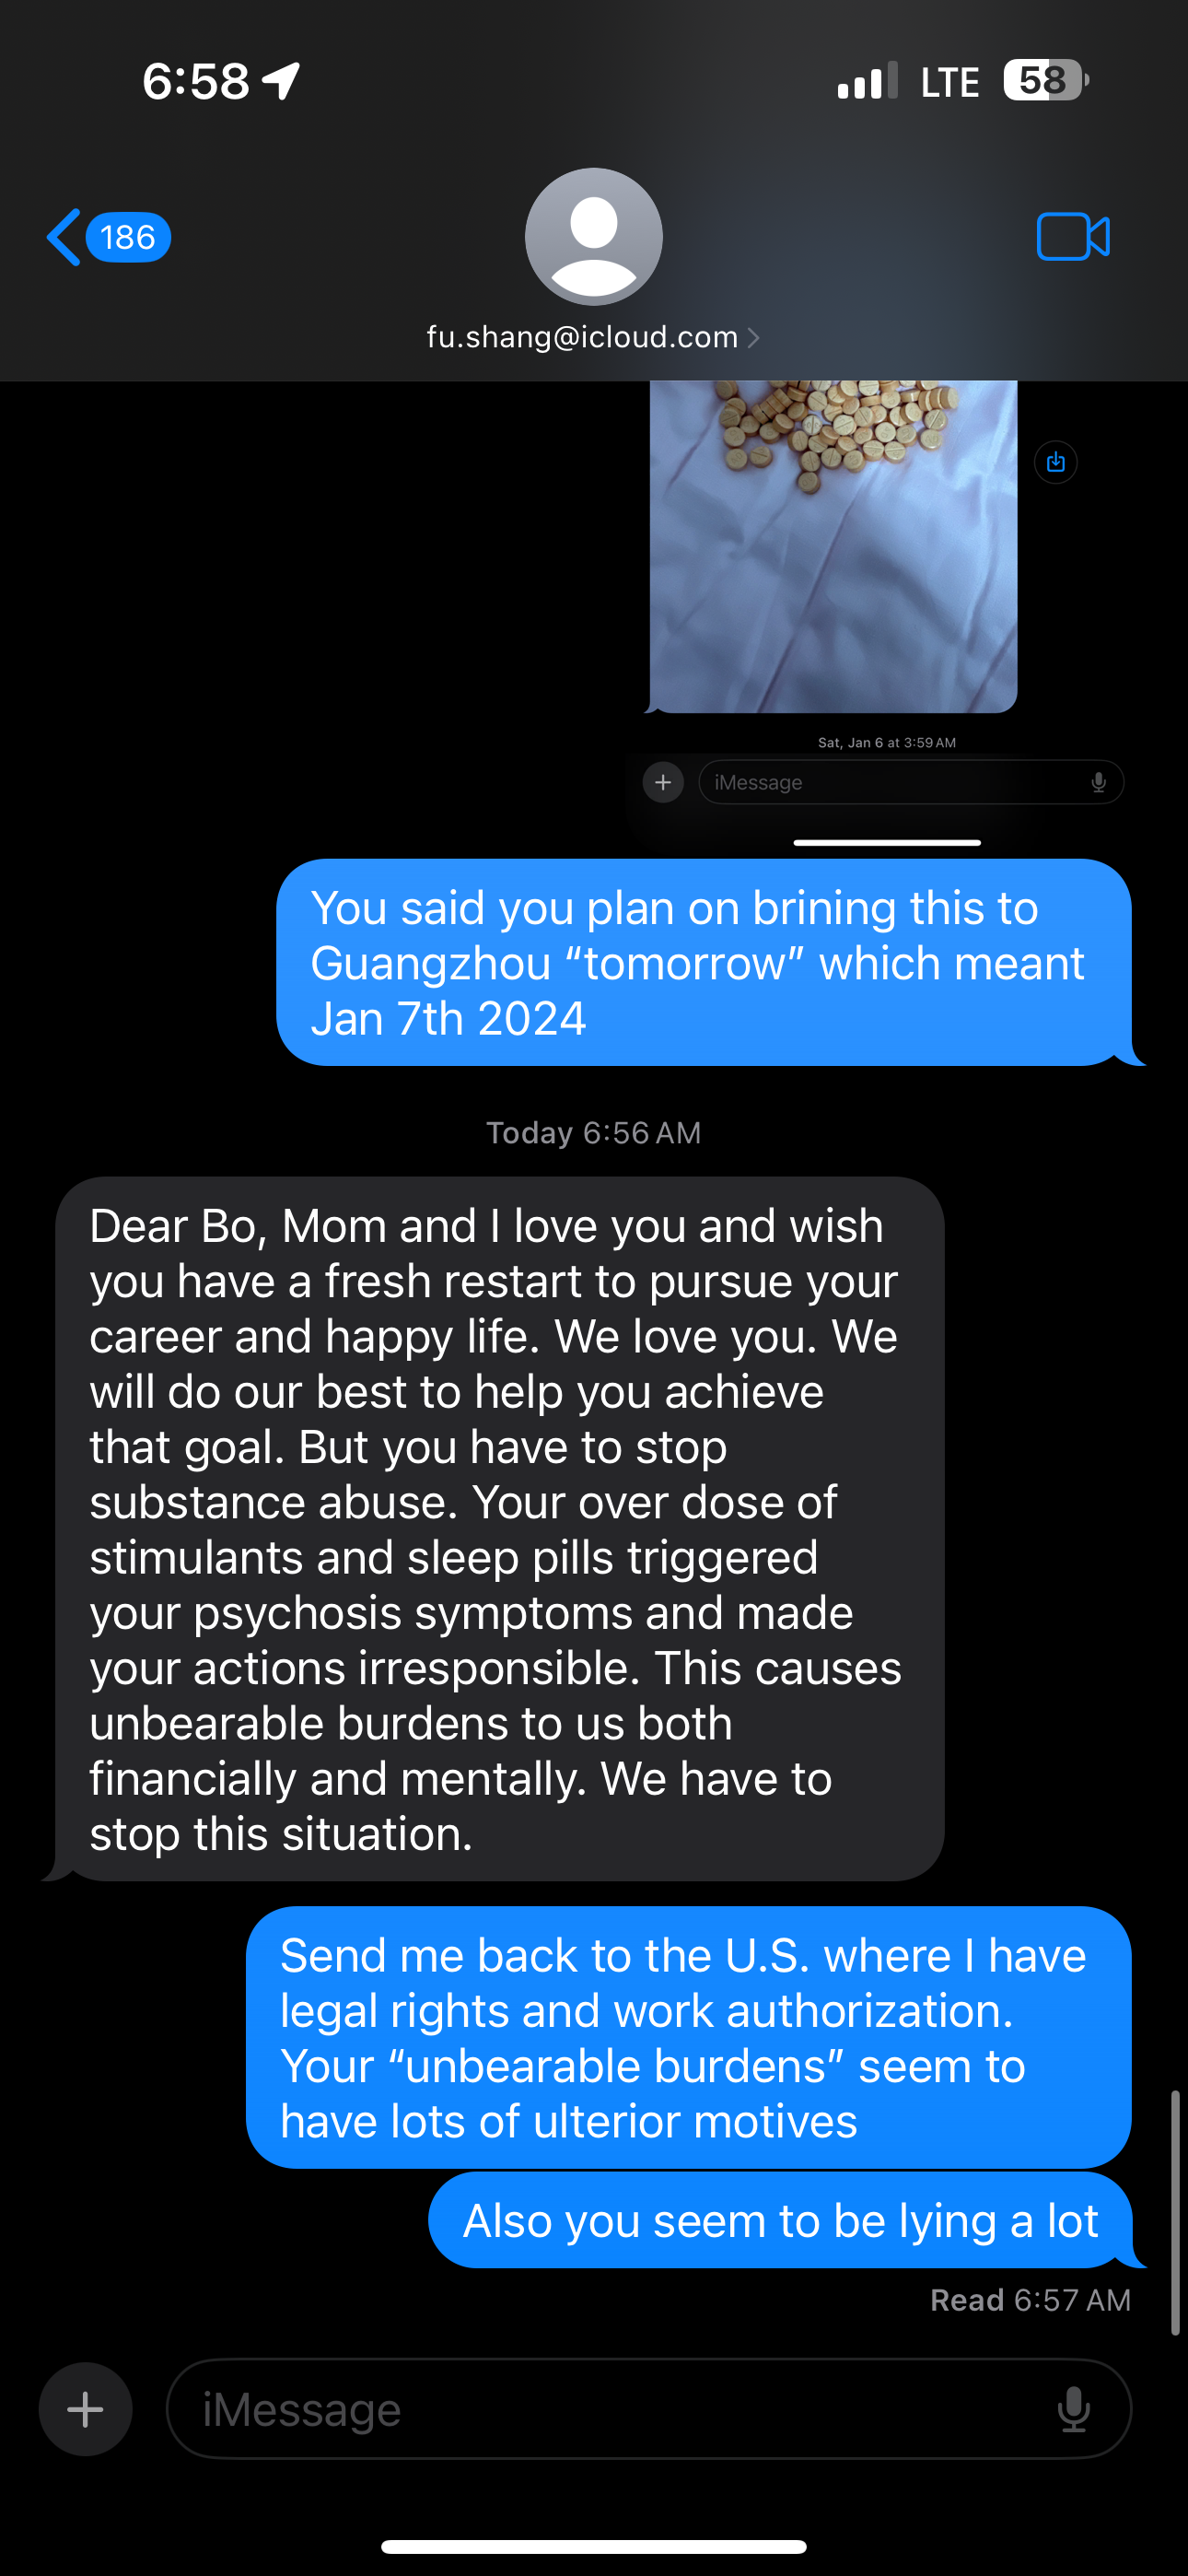 6:58
LTE
58
186
fu.shang@icloud.com
Sat, Jan 6 at 3:59 AM
iMessage
You said you plan on brining this to
Guangzhou “tomorrow” which meant
Jan 7th 2024
Today 6:56 AM
Dear Bo, Mom and I love you and wish
you have a fresh restart to pursue your
career and happy life. We love you. We
will do our best to help you achieve
that goal. But you have to stop
substance abuse. Your over dose of
stimulants and sleep pills triggered
your psychosis symptoms and made
your actions irresponsible. This causes
unbearable burdens to us both
financially and mentally. We have to
stop this situation.
Send me back to the U.S. where I have
legal rights and work authorization.
Your “unbearable burdens” seem to
have lots of ulterior motives
Also you seem to be lying a lot
Read 6:57 AM
iMessage